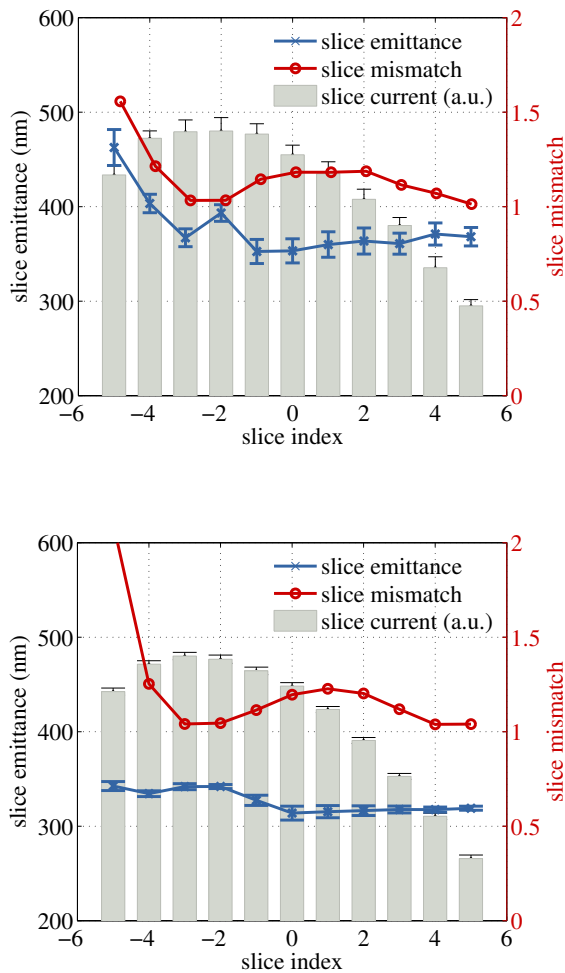 600
500
400
300
200
slice emittance (nm)
slice emittance
slice mismatch
slice current (a.u.)
2
1.5
1
0.5
0
slice mismatch
−6 −4 −2 0 2 4 6
slice index
600
500
400
300
200
slice emittance (nm)
slice emittance
slice mismatch
slice current (a.u.)
2
1.5
1
0.5
0
slice mismatch
−6 −4 −2 0 2 4 6
slice index